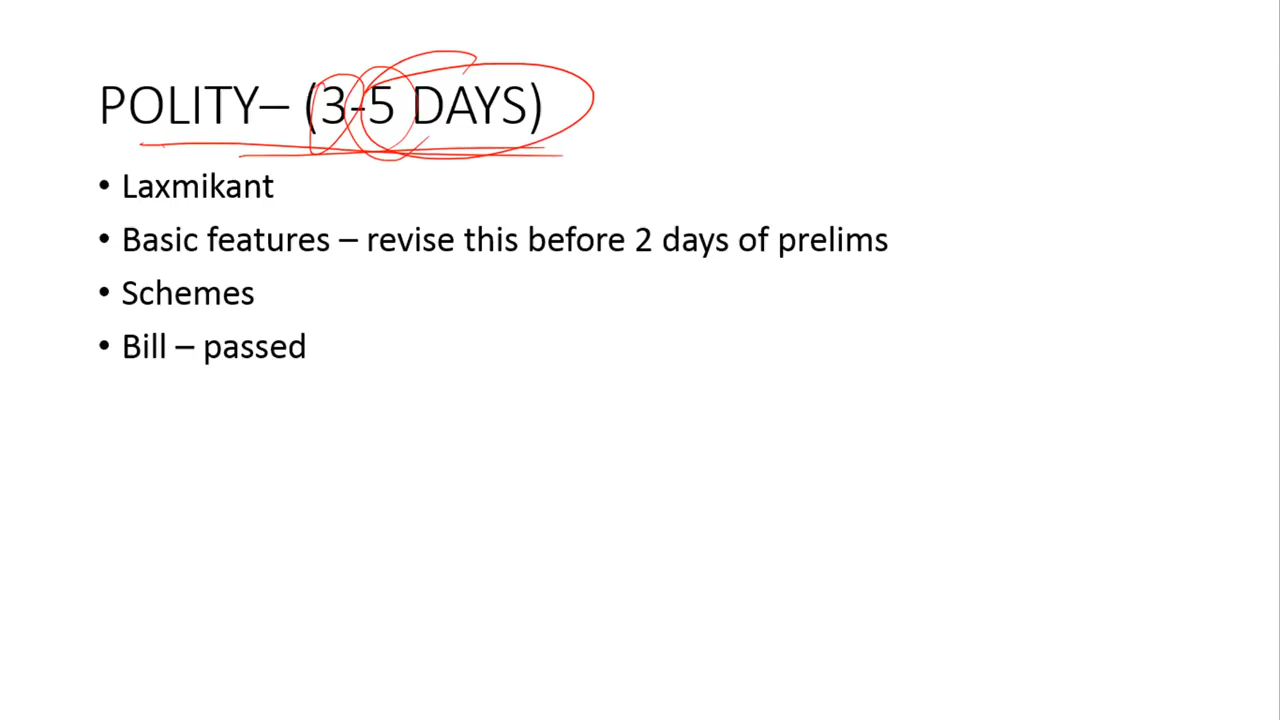 POLITY– (3-5 DAYS)
• Laxmikant
• Basic features – revise this before 2 days of prelims
• Schemes
• Bill – passed